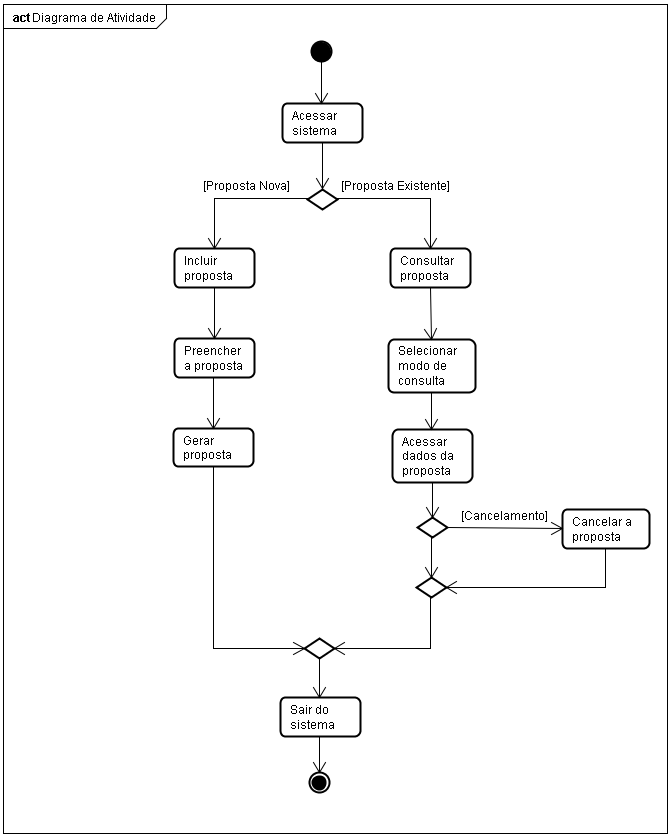 act Diagrama de Atividade
Acessar
sistema
[Proposta Nova]
[Proposta Existente]
Incluir
proposta
Consultar
proposta
Preencher
a proposta
Selecionar
modo de
consulta
Gerar
proposta
Acessar
dados da
proposta
[Cancelamento]
Cancelar a
proposta
Sair do
sistema